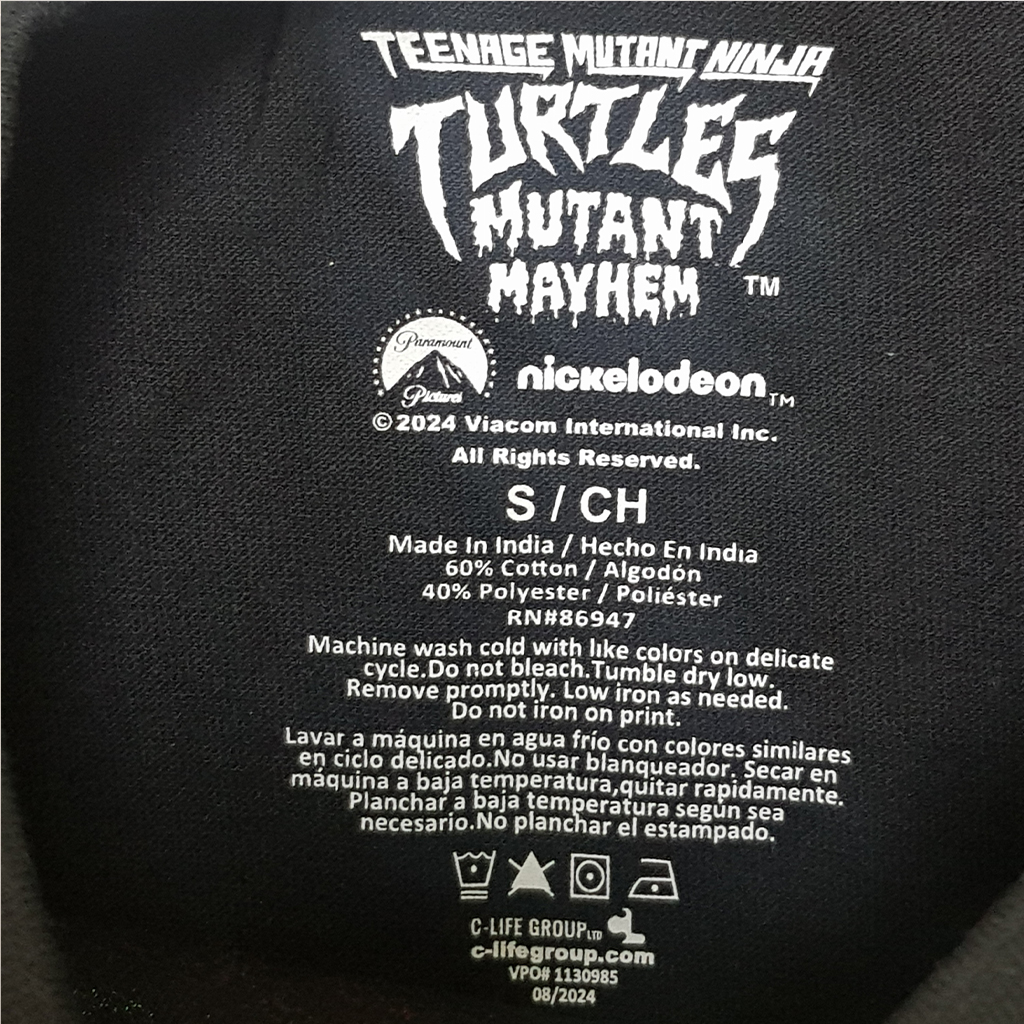 TEENAGE MUTANT NINJA
TURTLES
MUTANT
MAYHEM TM
Paramount
Pictures
nickelodeon TM
©2024 Viacom International Inc.
All Rights Reserved.
S / CH
Made In India / Hecho En India
60% Cotton / Algodón
40% Polyester / Poliéster
RN#86947
Machine wash cold with like colors on delicate
cycle.Do not bleach.Tumble dry low.
Remove promptly. Low iron as needed.
Do not iron on print.
Lavar a máquina en agua frío con colores similares
en ciclo delicado.No usar blanqueador. Secar en
máquina a baja temperatura,quitar rapidamente.
Planchar a baja temperatura según sea
necesario.No planchar el estampado.
C-LIFE GROUP LTD
c-lifegroup.com
VPO# 1130985
08/2024